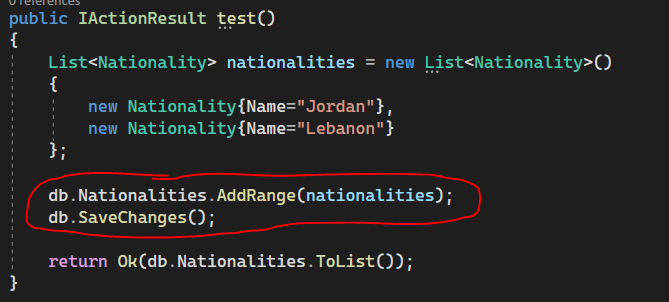 0 references
public IActionResult test()
{
List<Nationality> nationalities = new List<Nationality>()
{
new Nationality{Name="Jordan"},
new Nationality{Name="Lebanon"}
};
db.Nationalities.AddRange(nationalities);
db.SaveChanges();
return Ok(db.Nationalities.ToList());
}